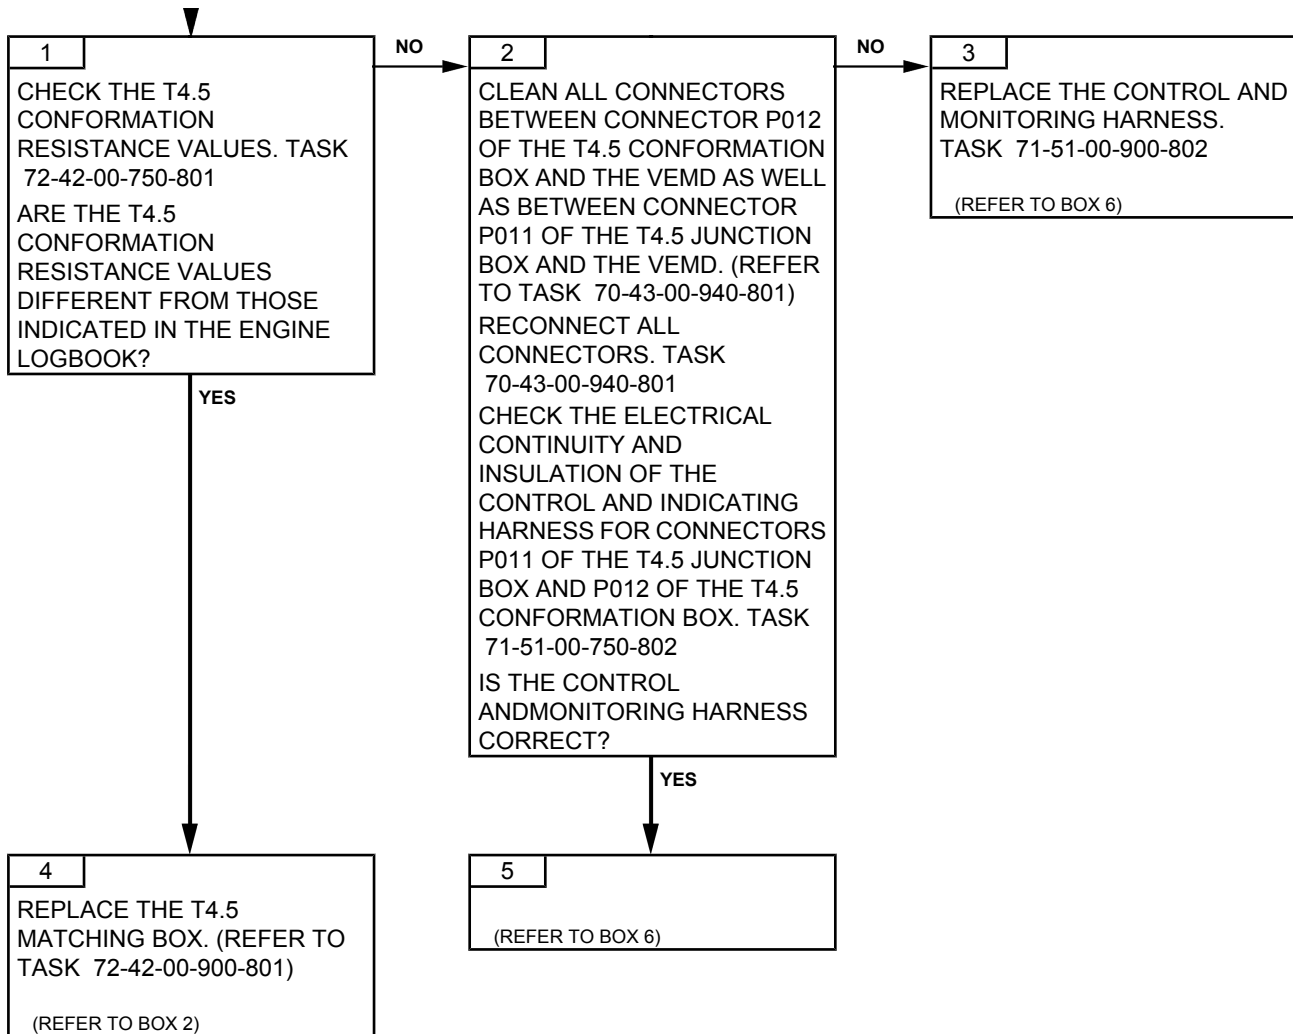 1
CHECK THE T4.5
CONFORMATION
RESISTANCE VALUES. TASK
72-42-00-750-801
ARE THE T4.5
CONFORMATION
RESISTANCE VALUES
DIFFERENT FROM THOSE
INDICATED IN THE ENGINE
LOGBOOK?
NO
YES
2
CLEAN ALL CONNECTORS
BETWEEN CONNECTOR P012
OF THE T4.5 CONFORMATION
BOX AND THE VEMD AS WELL
AS BETWEEN CONNECTOR
P011 OF THE T4.5 JUNCTION
BOX AND THE VEMD. (REFER
TO TASK 70-43-00-940-801)
RECONNECT ALL
CONNECTORS. TASK
70-43-00-940-801
CHECK THE ELECTRICAL
CONTINUITY AND
INSULATION OF THE
CONTROL AND INDICATING
HARNESS FOR CONNECTORS
P011 OF THE T4.5 JUNCTION
BOX AND P012 OF THE T4.5
CONFORMATION BOX. TASK
71-51-00-750-802
IS THE CONTROL
ANDMONITORING HARNESS
CORRECT?
NO
YES
3
REPLACE THE CONTROL AND
MONITORING HARNESS.
TASK 71-51-00-900-802
(REFER TO BOX 6)
4
REPLACE THE T4.5
MATCHING BOX. (REFER TO
TASK 72-42-00-900-801)
(REFER TO BOX 2)
5
(REFER TO BOX 6)